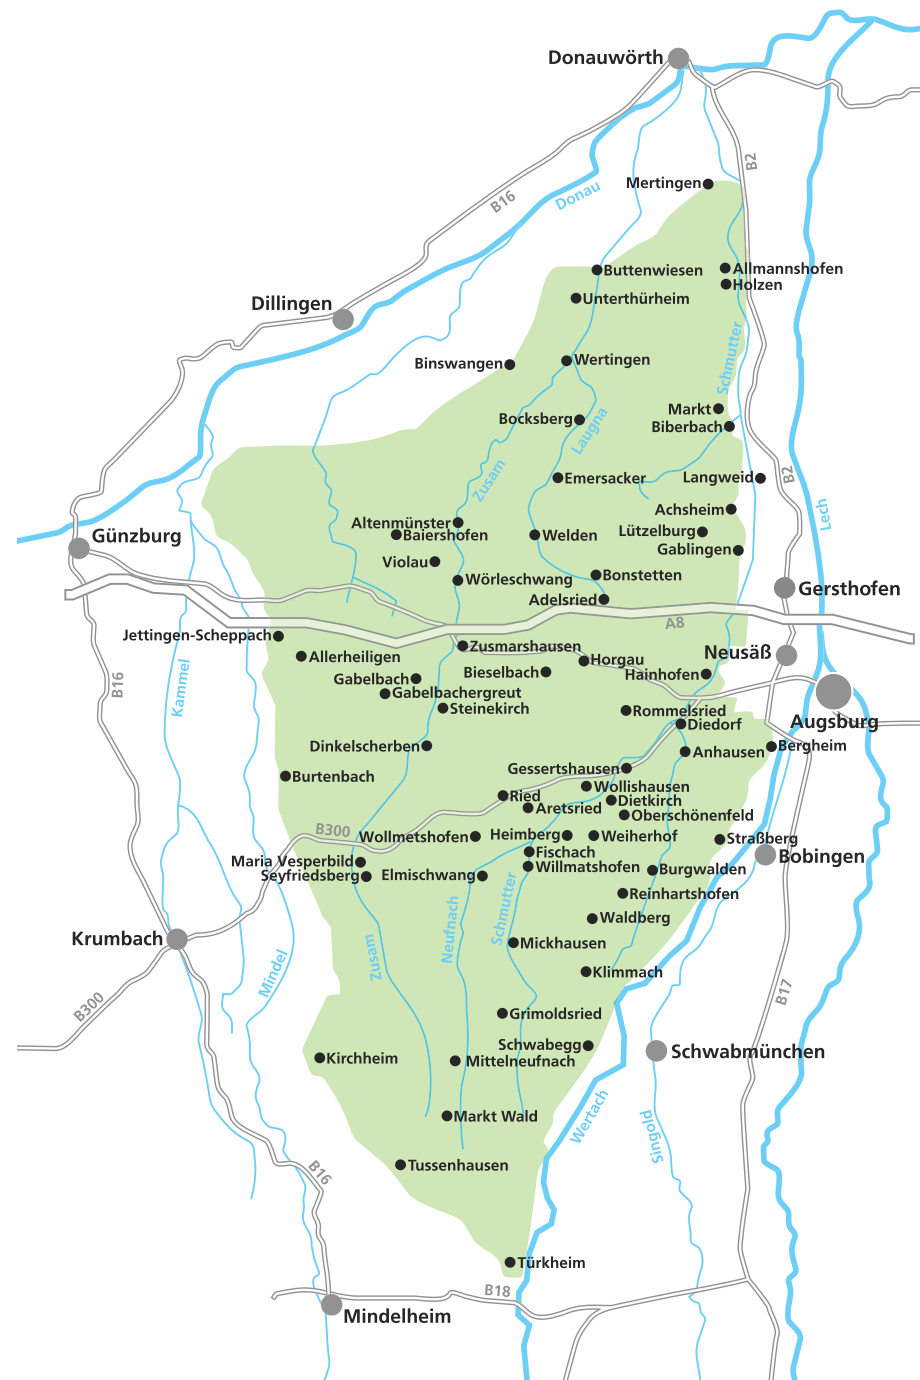 Donauwörth
B2
Mertingen
Donau
B16
Allmannshofen
Buttenwiesen
Holzen
Unterthürheim
Dillingen
Schmutter
Binswangen
Wertingen
Markt
Biberbach
Bocksberg
Laugna
Zusam
Emersacker
Langweid
B2
Lech
Achsheim
Altenmünster
Baiershofen
Welden
Lützelburg
Gablingen
Günzburg
Violau
Wörleschwang
Bonstetten
Adelsried
Gersthofen
A8
Jettingen-Scheppach
Zusmarshausen
Neusäß
Allerheiligen
Horgau
Bieselbach
Hainhofen
Gabelbach
Gabelbachergreut
Steinekirch
B16
Kammel
Rommelsried
Diedorf
Augsburg
Dinkelscherben
Anhausen
Bergheim
Burtenbach
Gessertshausen
Wollishausen
Ried
Dietkirch
Aretsried
Oberschönenfeld
B300
Wollmetshofen
Heimberg
Weiherhof
Straßberg
Fischach
Bobingen
Maria Vesperbild
Willmatshofen
Burgwalden
Seyfriedsberg
Elmischwang
Reinhartshofen
Schmutter
Neufnach
Waldberg
Krumbach
Zusam
Mickhausen
Mindel
Klimmach
B17
B300
Grimoldsried
Schwabegg
Schwabmünchen
Kirchheim
Mittelneufnach
Markt Wald
Wertach
Singold
Tussenhausen
B16
Türkheim
B18
Mindelheim